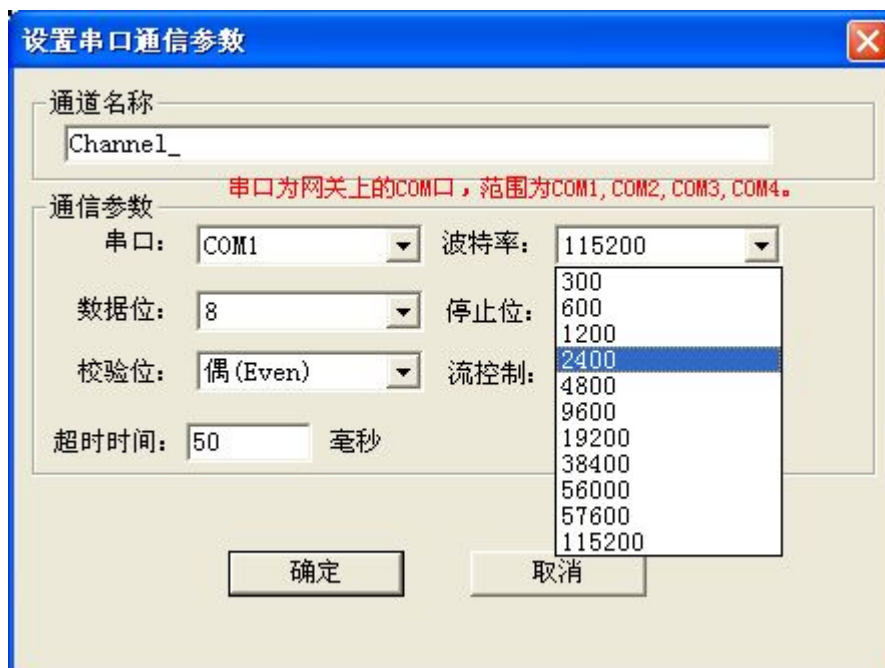 设置串口通信参数
通道名称
Channel_
串口为网关上的COM口，范围为COM1,COM2,COM3,COM4。
通信参数
串口： COM1 波特率： 115200
数据位： 8 停止位：
校验位： 偶(Even) 流控制：
超时时间： 50 毫秒
300
600
1200
2400
4800
9600
19200
38400
56000
57600
115200
确定 取消